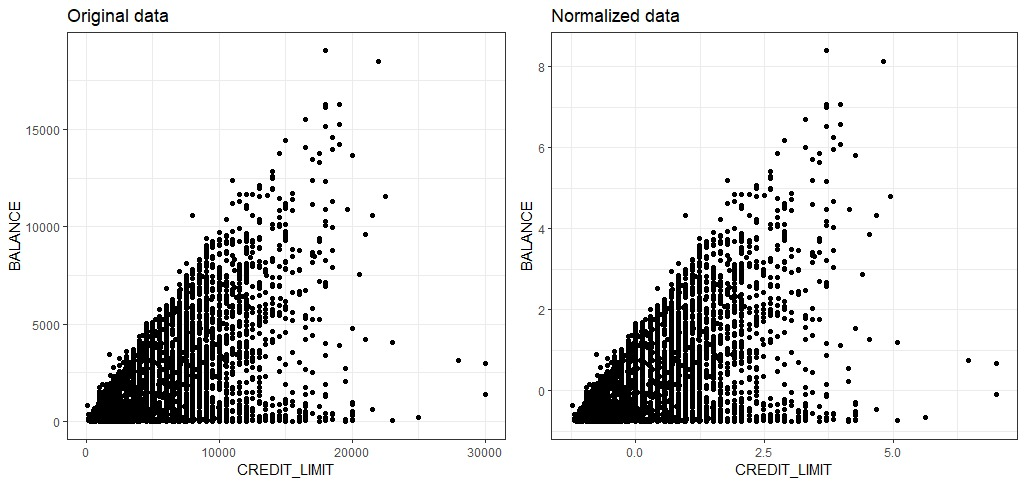 Original data
BALANCE
15000
10000
5000
0
0 10000 20000 30000
CREDIT_LIMIT
Normalized data
BALANCE
8
6
4
2
0
0.0 2.5 5.0
CREDIT_LIMIT